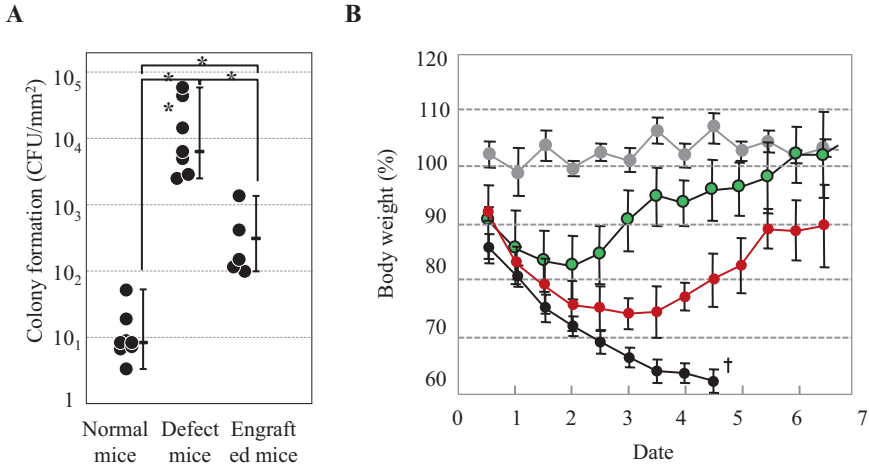 A
B
Colony formation (CFU/mm²)
10⁵
10⁴
10³
10²
10¹
1
*
*
*
*
Normal
mice
Defect
mice
Engraft
ed mice
Body weight (%)
120
110
100
90
80
70
60
†
0 1 2 3 4 5 6 7
Date